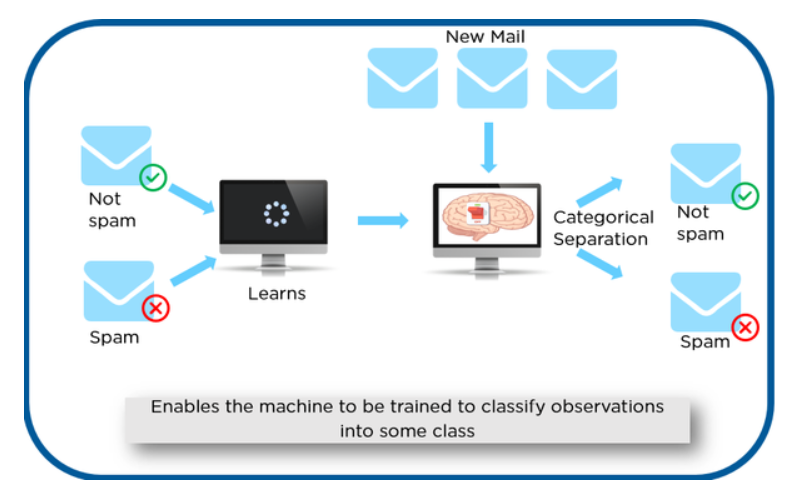 New Mail
Not
spam
Spam
Learns
Categorical
Separation
Not
spam
Spam
Enables the machine to be trained to classify observations
into some class